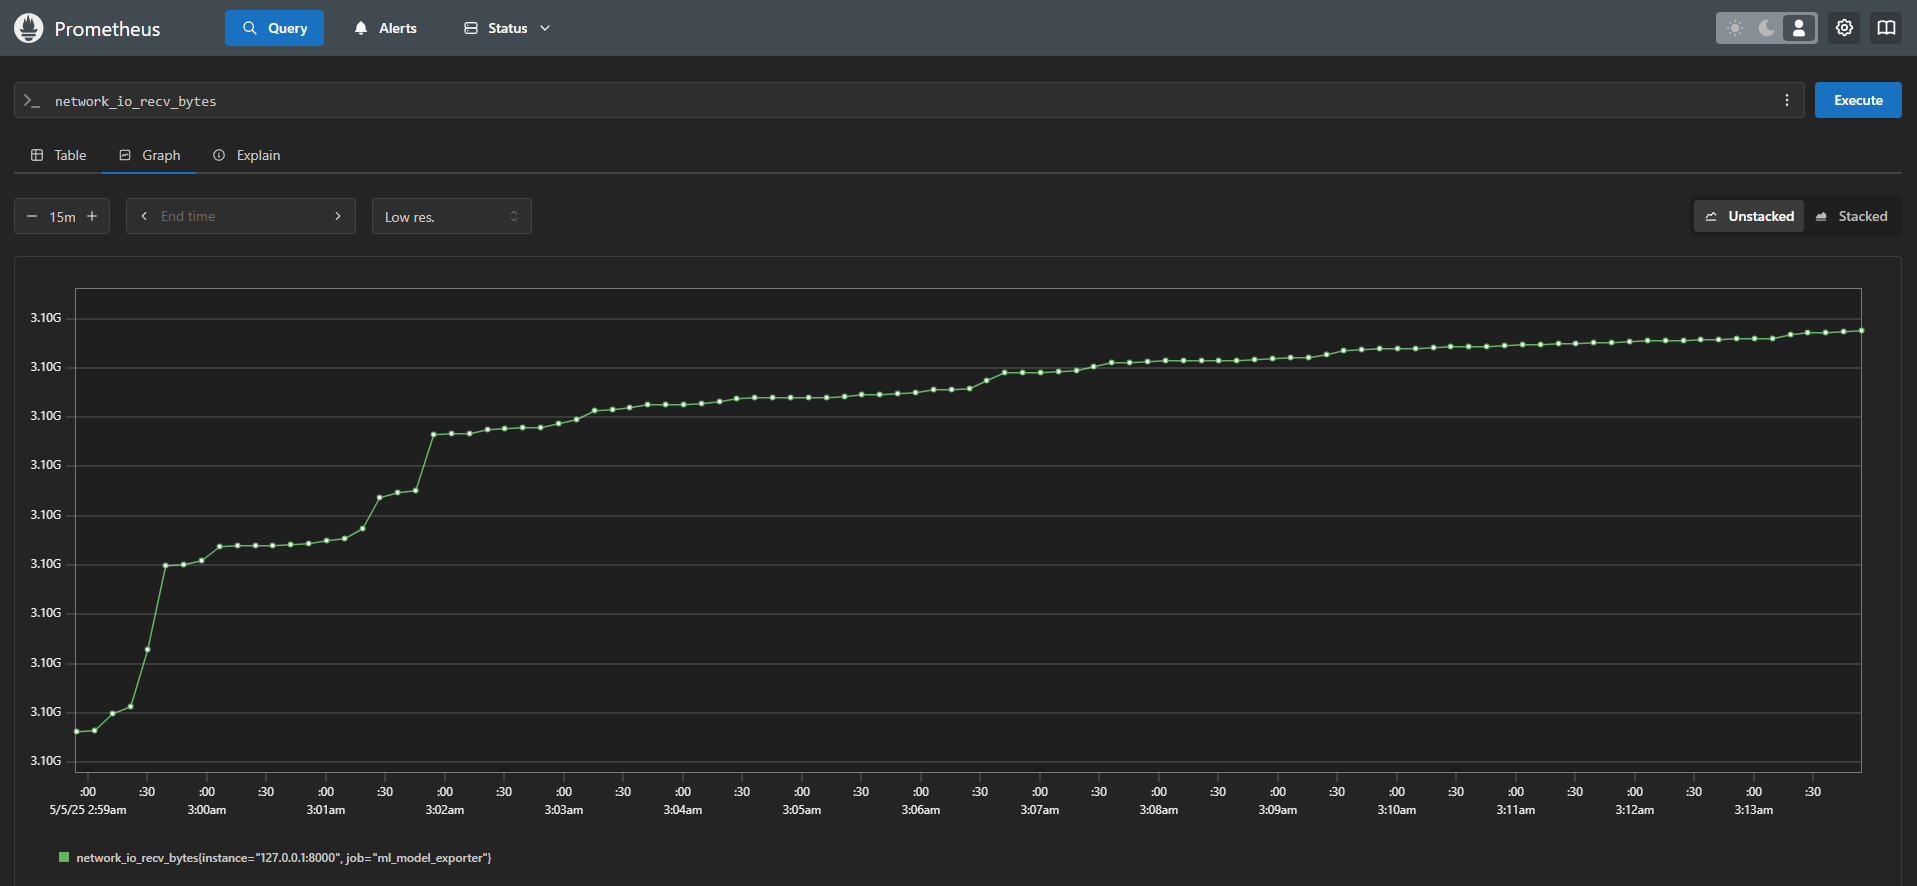 Prometheus Query Alerts Status
>_ network_io_recv_bytes Execute
Table Graph Explain
15m End time Low res. Unstacked Stacked
3.10G
3.10G
3.10G
3.10G
3.10G
3.10G
3.10G
3.10G
3.10G
3.10G
:00 :30 :00 :30 :00 :30 :00 :30 :00 :30 :00 :30 :00 :30 :00 :30 :00 :30 :00 :30 :00 :30 :00 :30 :00 :30 :00 :30 :00 :30
5/5/25 2:59am 3:00am 3:01am 3:02am 3:03am 3:04am 3:05am 3:06am 3:07am 3:08am 3:09am 3:10am 3:11am 3:12am 3:13am
network_io_recv_bytes{instance="127.0.0.1:8000", job="ml_model_exporter"}